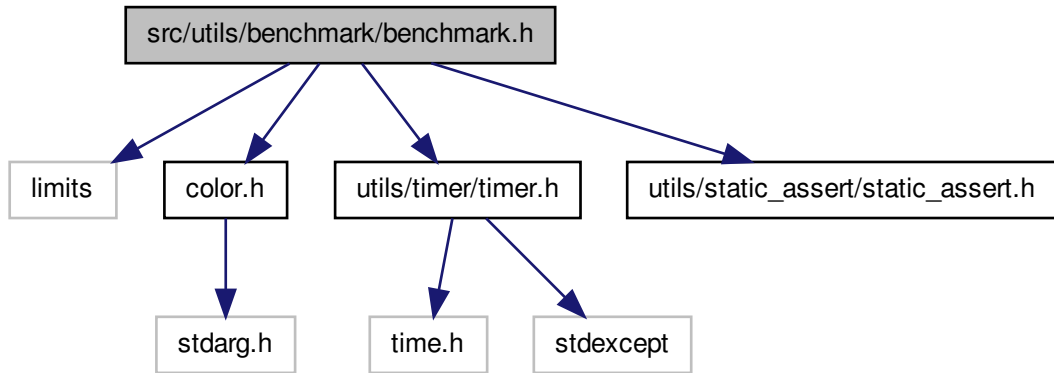 src/utils/benchmark/benchmark.h
limits
color.h
utils/timer/timer.h
utils/static_assert/static_assert.h
stdarg.h
time.h
stdexcept